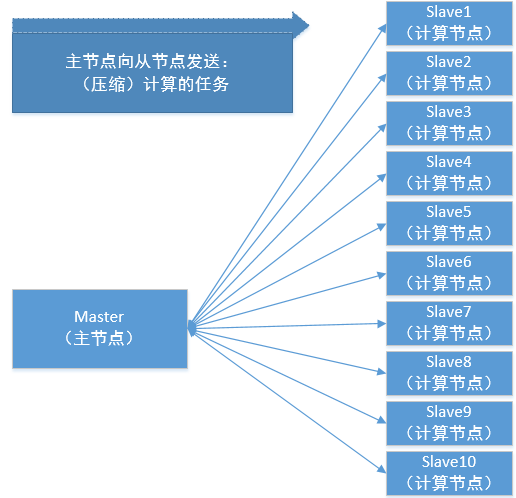 主节点向从节点发送：
（压缩）计算的任务
Slave1
（计算节点）
Slave2
（计算节点）
Slave3
（计算节点）
Slave4
（计算节点）
Slave5
（计算节点）
Slave6
（计算节点）
Slave7
（计算节点）
Slave8
（计算节点）
Slave9
（计算节点）
Slave10
（计算节点）
Master
（主节点）